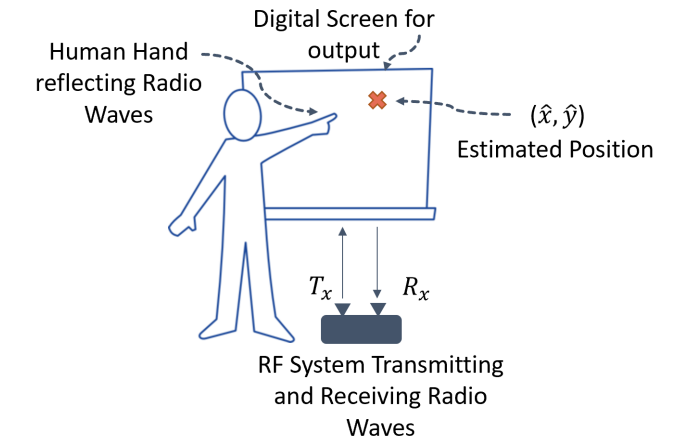 Digital Screen for
output
Human Hand
reflecting Radio
Waves
(x̂, ŷ)
Estimated Position
Tₓ
Rₓ
RF System Transmitting
and Receiving Radio
Waves